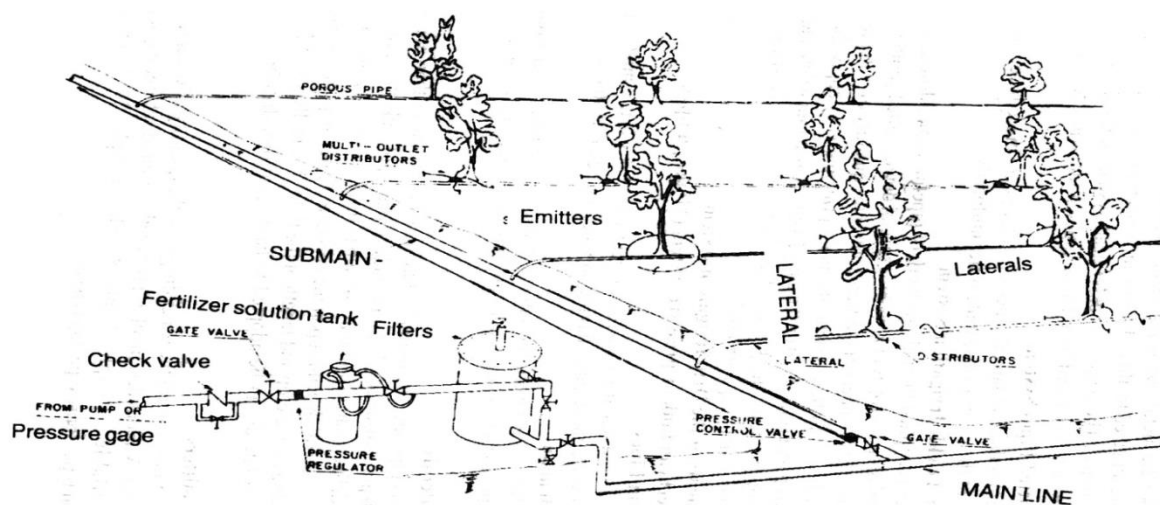 POROUS PIPE
MULTI-OUTLET
DISTRIBUTORS
Emitters
SUBMAIN -
LATERAL
Laterals
Fertilizer solution tank
Filters
GATE VALVE
Check valve
LATERAL
FROM PUMP OR
Pressure gage
PRESSURE
REGULATOR
PRESSURE
CONTROL VALVE
GATE VALVE
MAIN LINE